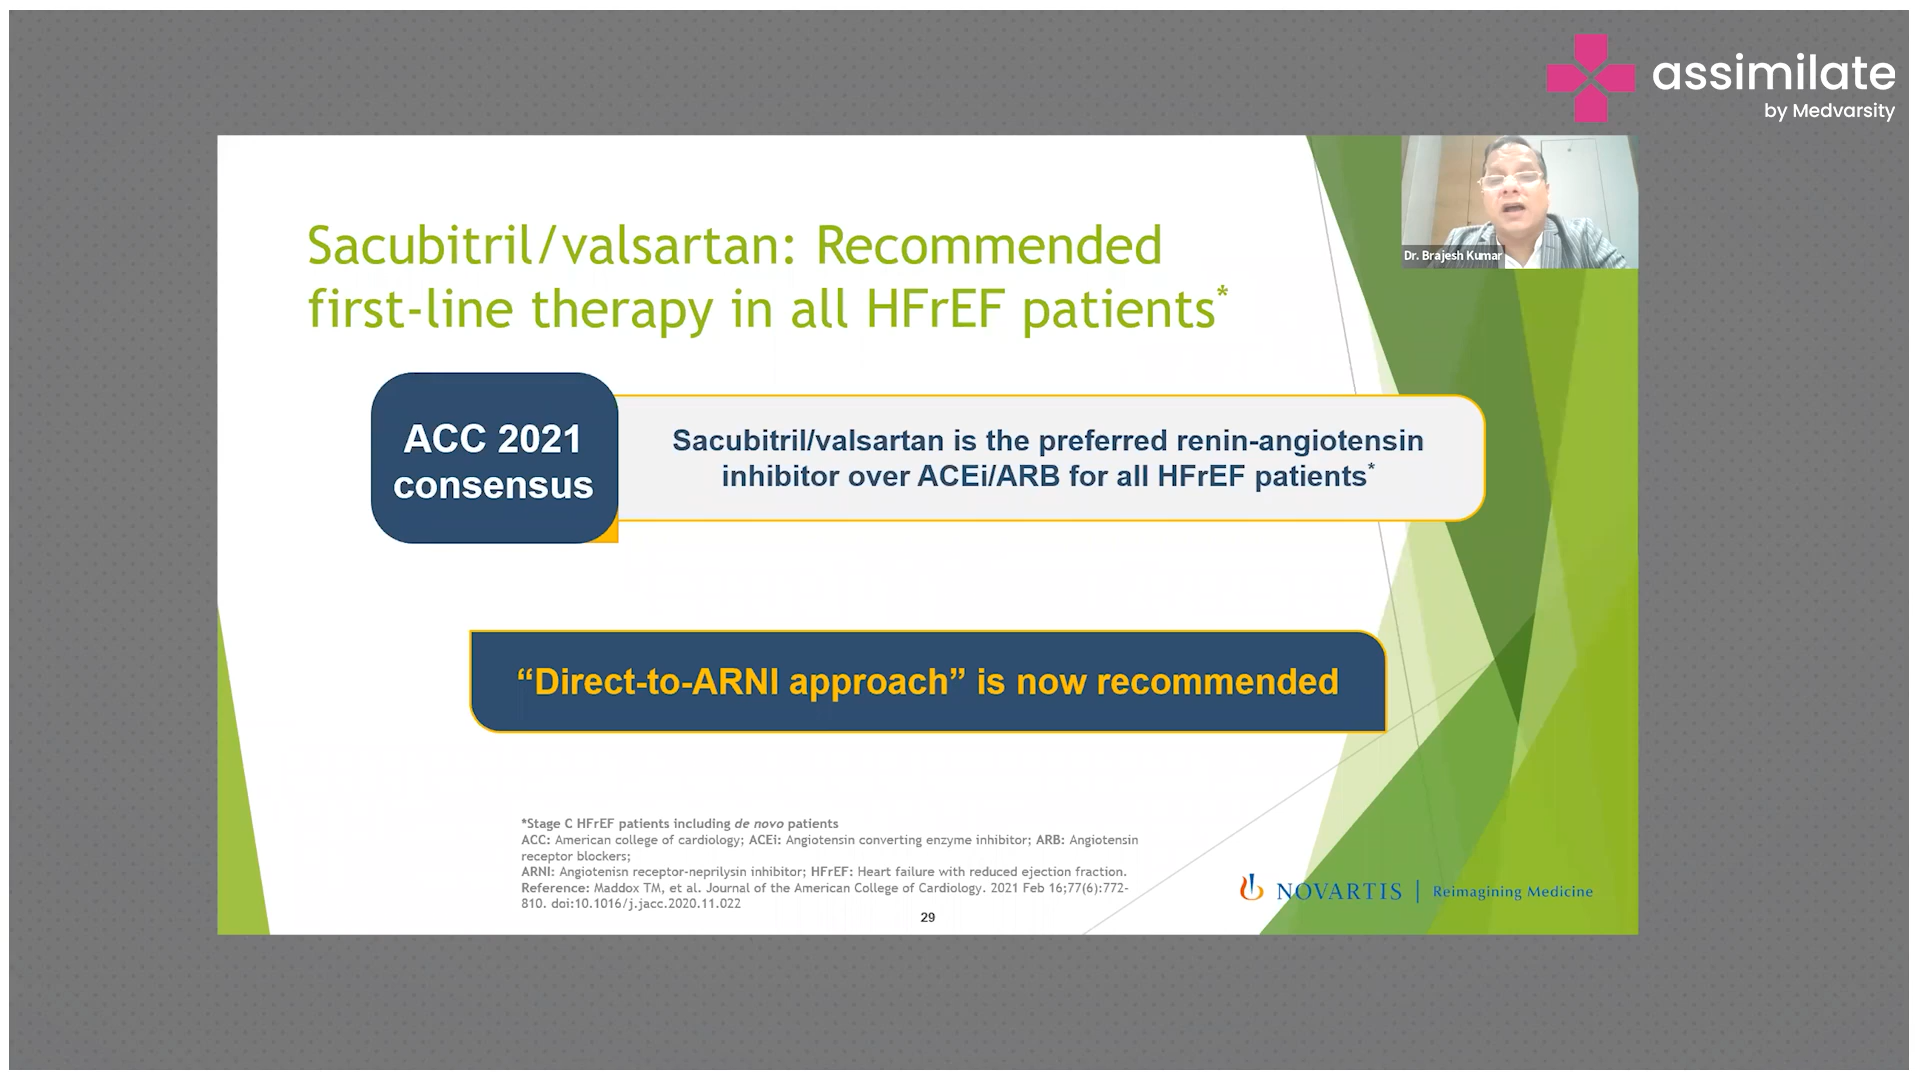 assimilate
by Medvarsity
Dr. Brajesh Kumar
Sacubitril/valsartan: Recommended
first-line therapy in all HFrEF patients*
ACC 2021
consensus
Sacubitril/valsartan is the preferred renin-angiotensin
inhibitor over ACEi/ARB for all HFrEF patients*
“Direct-to-ARNI approach” is now recommended
*Stage C HFrEF patients including de novo patients
ACC: American college of cardiology; ACEi: Angiotensin converting enzyme inhibitor; ARB: Angiotensin
receptor blockers;
ARNI: Angiotenisn receptor-neprilysin inhibitor; HFrEF: Heart failure with reduced ejection fraction.
Reference: Maddox TM, et al. Journal of the American College of Cardiology. 2021 Feb 16;77(6):772-
810. doi:10.1016/j.jacc.2020.11.022
29
NOVARTIS | Reimagining Medicine